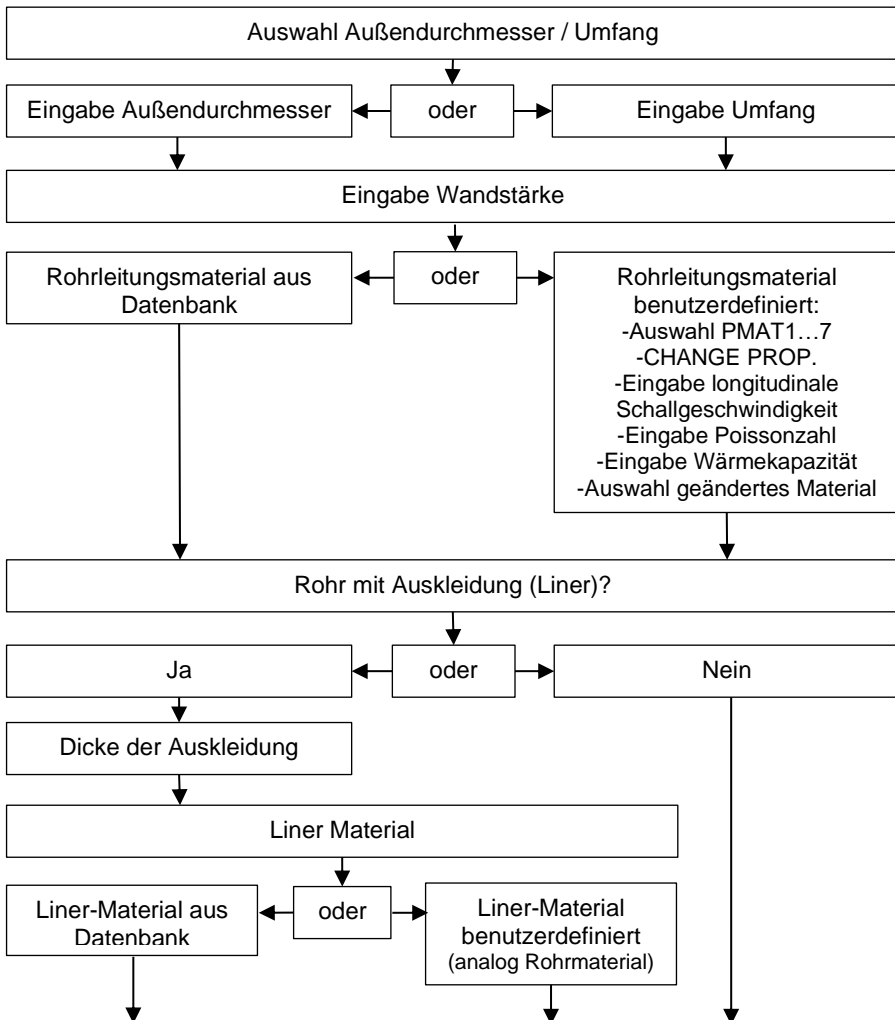 Auswahl Außendurchmesser / Umfang
Eingabe Außendurchmesser
oder
Eingabe Umfang
Eingabe Wandstärke
Rohrleitungsmaterial aus
Datenbank
oder
Rohrleitungsmaterial
benutzerdefiniert:
-Auswahl PMAT1…7
-CHANGE PROP.
-Eingabe longitudinale
Schallgeschwindigkeit
-Eingabe Poissonzahl
-Eingabe Wärmekapazität
-Auswahl geändertes Material
Rohr mit Auskleidung (Liner)?
Ja
oder
Nein
Dicke der Auskleidung
Liner Material
Liner-Material aus
Datenbank
oder
Liner-Material
benutzerdefiniert
(analog Rohrmaterial)